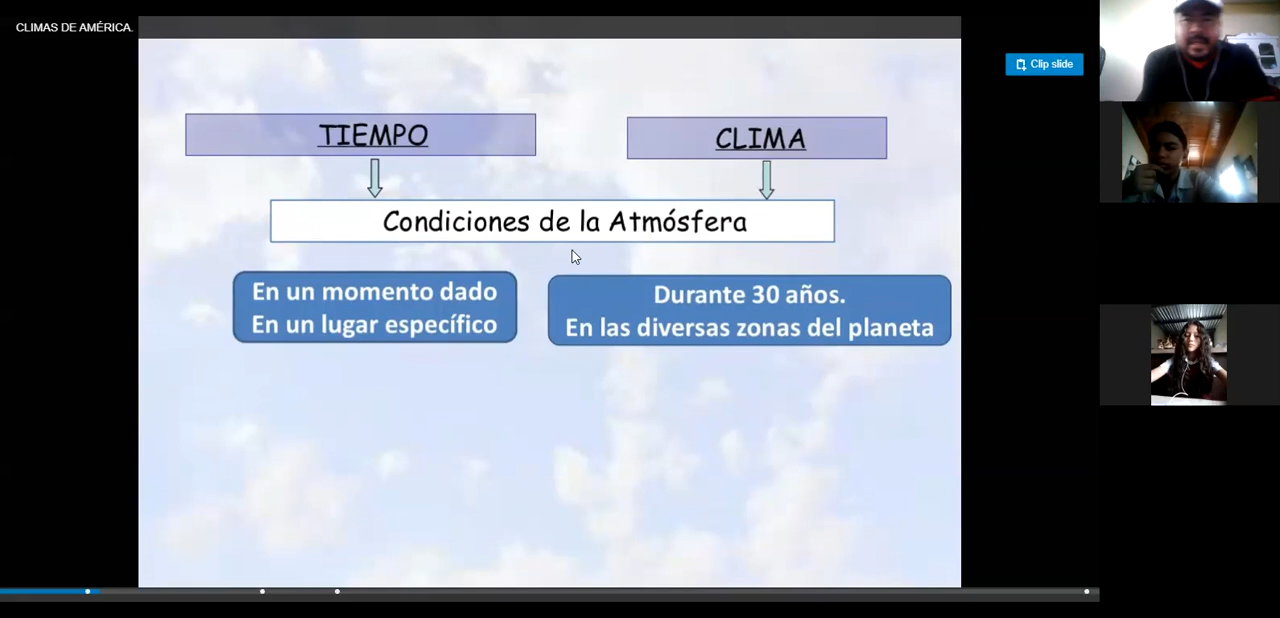 CLIMAS DE AMÉRICA.
Clip slide
TIEMPO
CLIMA
Condiciones de la Atmósfera
En un momento dado
En un lugar específico
Durante 30 años.
En las diversas zonas del planeta